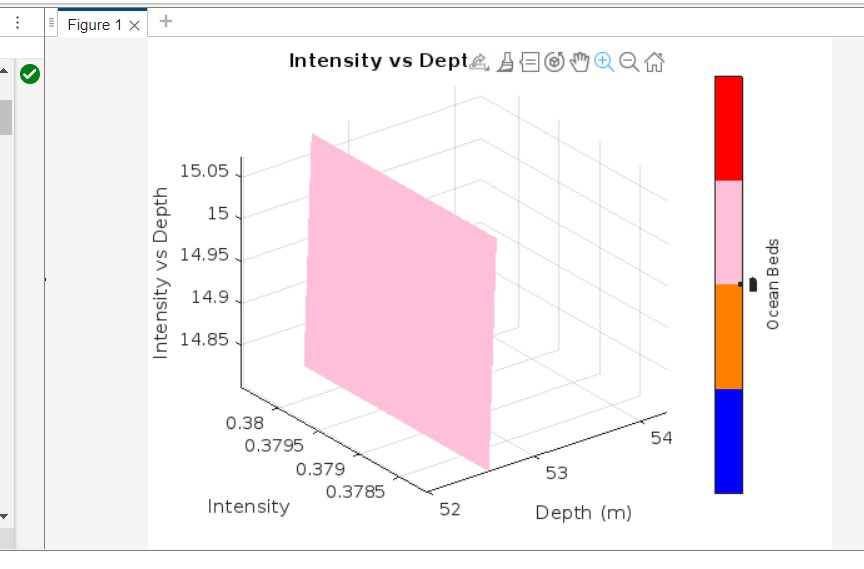 Figure 1
Intensity vs Dept
15.05
15
14.95
14.9
14.85
Intensity vs Depth
0.38
0.3795
0.379
0.3785
Intensity
52
53
54
Depth (m)
Ocean Beds